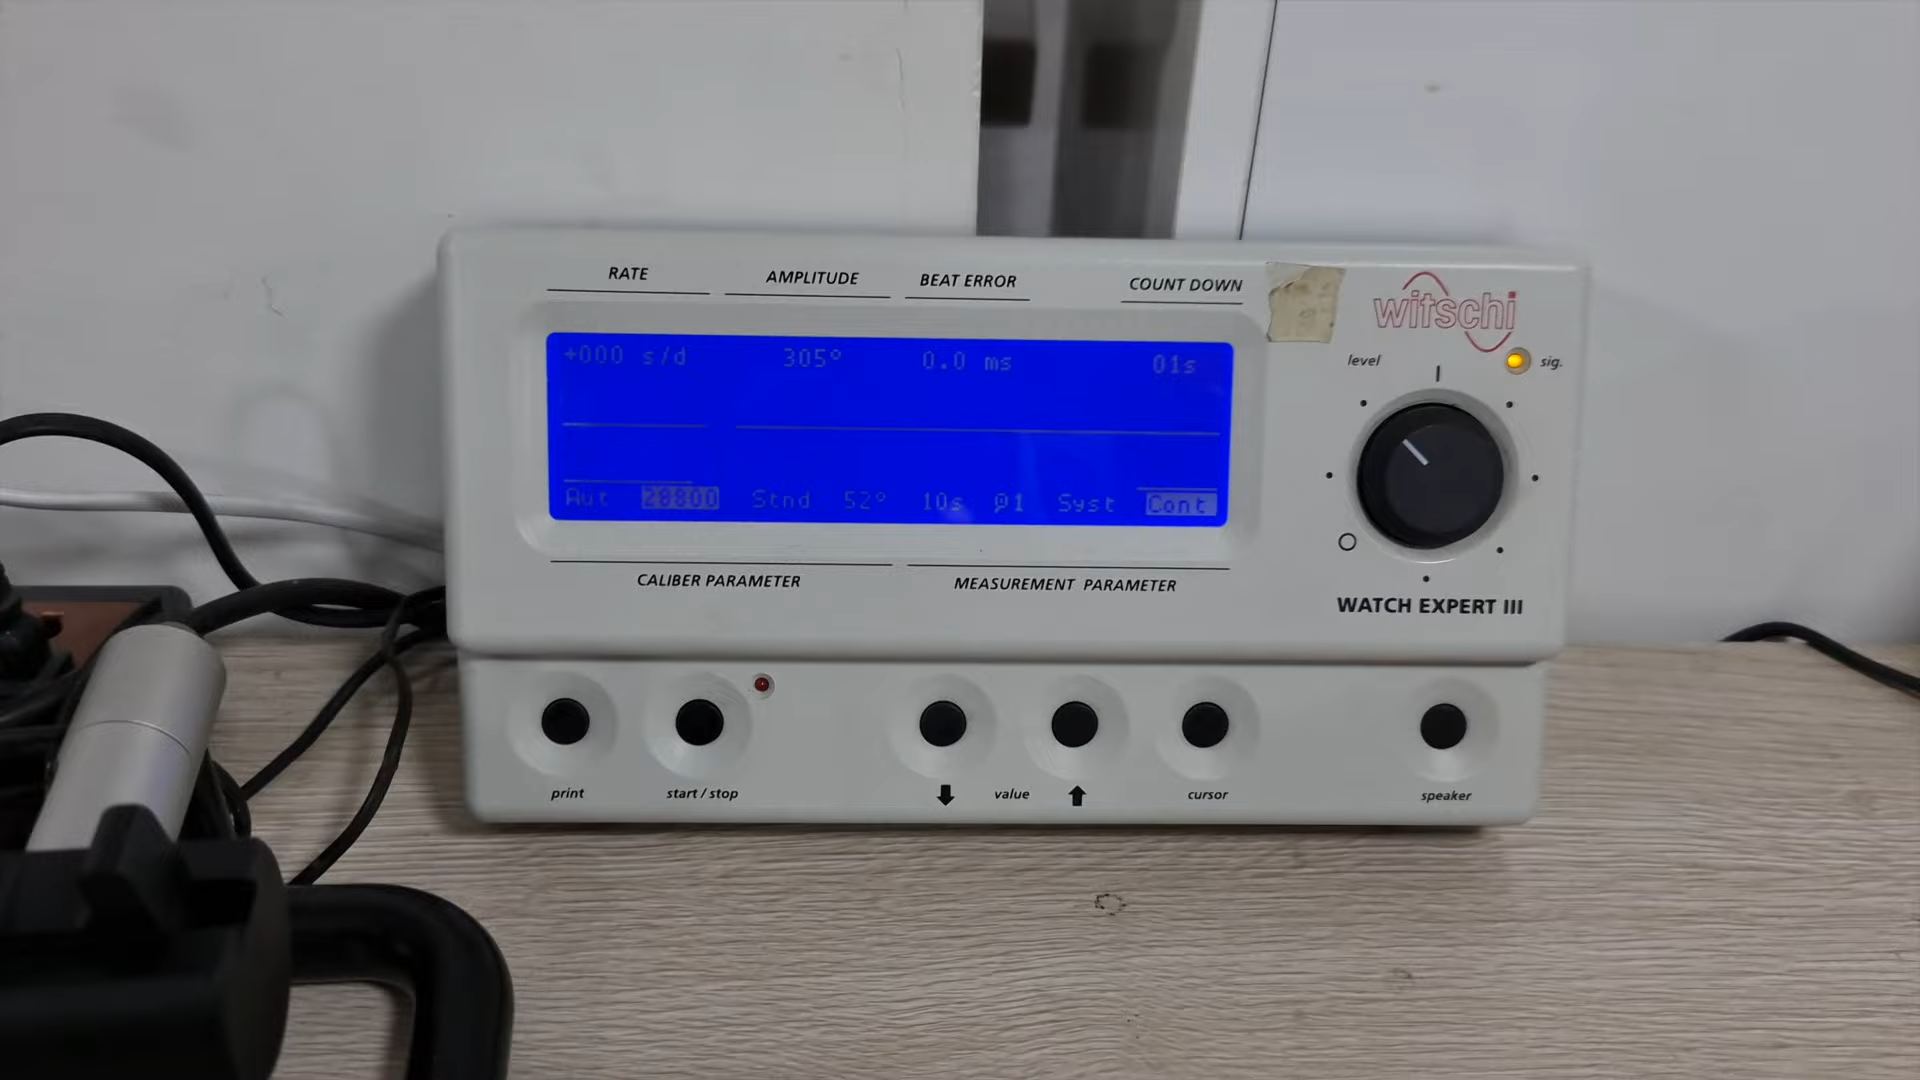 RATE AMPLITUDE BEAT ERROR COUNT DOWN
witschi
+000 s/d 305° 0.0 ms 01s
level sig.
Aut 28800 Stnd 52° 10s 1 Syst Cont
CALIBER PARAMETER MEASUREMENT PARAMETER
WATCH EXPERT III
print start / stop value cursor speaker